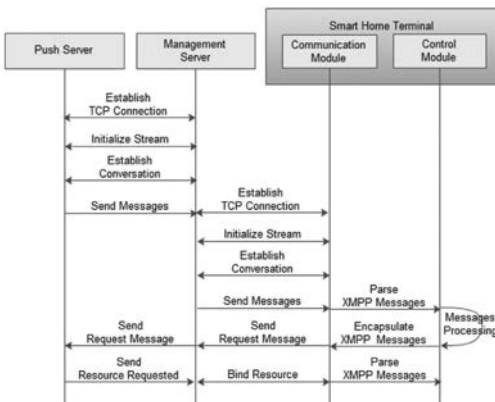 Smart Home Terminal
Push Server
Management
Server
Communication
Module
Control
Module
Establish
TCP Connection
Initialize Stream
Establish
Conversation
Send Messages
Establish
TCP Connection
Initialize Stream
Establish
Conversation
Send Messages
Parse
XMPP Messages
Messages
Processing
Send
Request Message
Send
Request Message
Encapsulate
XMPP Messages
Send
Resource Requested
Bind Resource
Parse
XMPP Messages